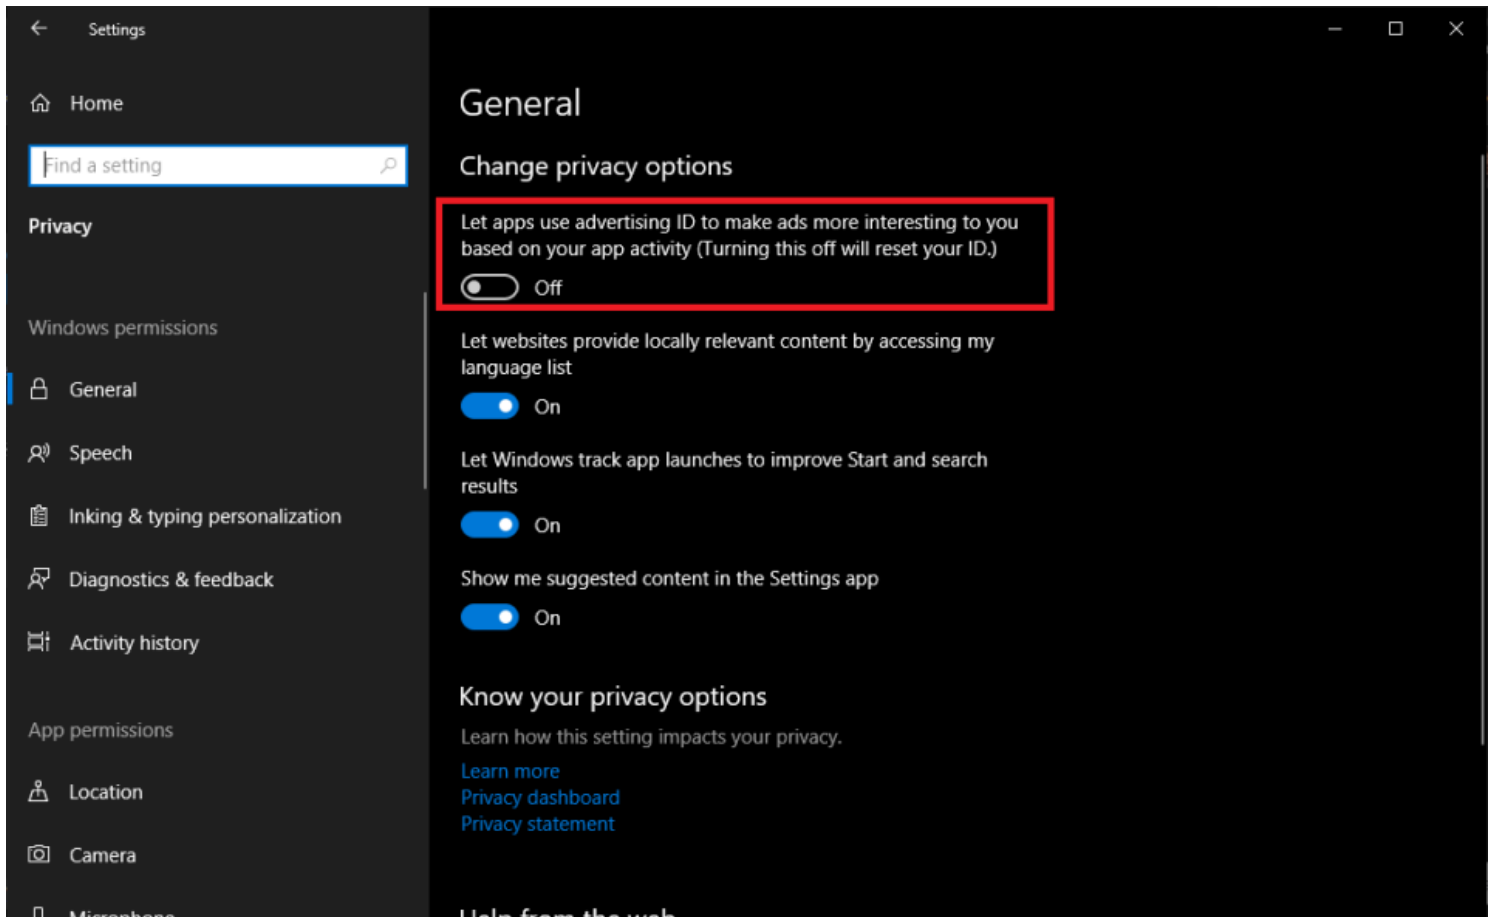 Settings
Home
Find a setting
Privacy
Windows permissions
General
Speech
Inking & typing personalization
Diagnostics & feedback
Activity history
App permissions
Location
Camera
Microphone
General
Change privacy options
Let apps use advertising ID to make ads more interesting to you
based on your app activity (Turning this off will reset your ID.)
Off
Let websites provide locally relevant content by accessing my
language list
On
Let Windows track app launches to improve Start and search
results
On
Show me suggested content in the Settings app
On
Know your privacy options
Learn how this setting impacts your privacy.
Learn more
Privacy dashboard
Privacy statement
Help from the web